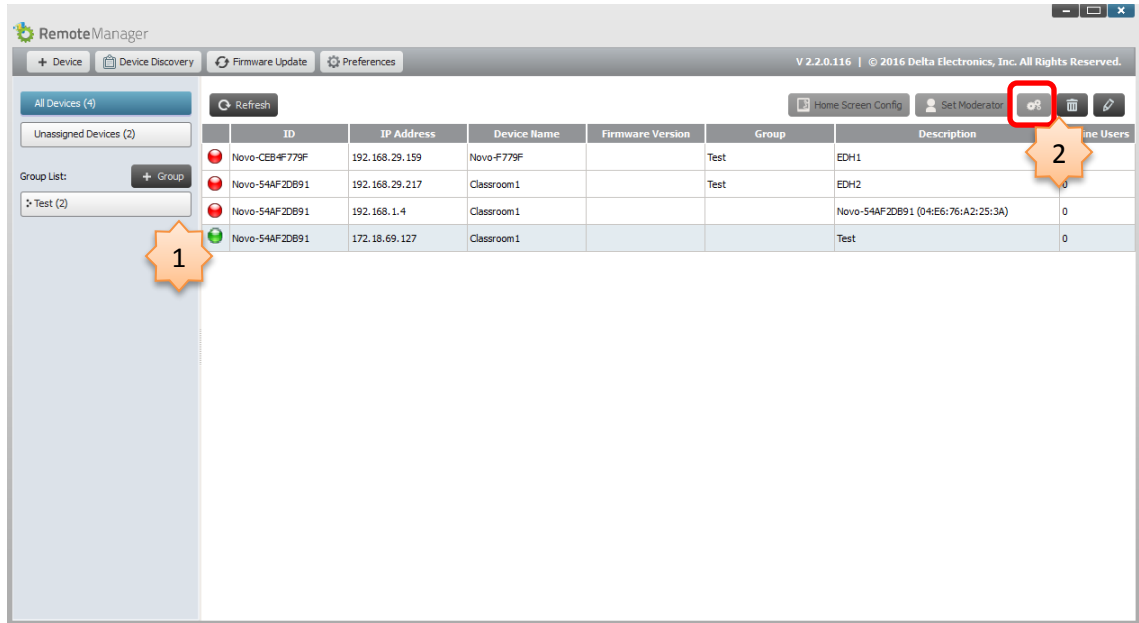 RemoteManager
+ Device Device Discovery Firmware Update Preferences V 2.2.0.116 | © 2016 Delta Electronics, Inc. All Rights Reserved.
All Devices (4) Refresh Home Screen Config Set Moderator
Unassigned Devices (2) ID IP Address Device Name Firmware Version Group Description Users
Novo-CEB4F779F 192.168.29.159 Novo-F779F Test EDH1
Group List: + Group
Novo-54AF2DB91 192.168.29.217 Classroom1 Test EDH2 0
Test (2)
Novo-54AF2DB91 192.168.1.4 Classroom1 Novo-54AF2DB91 (04:E6:76:A2:25:3A) 0
Novo-54AF2DB91 172.18.69.127 Classroom1 Test 0
1
2